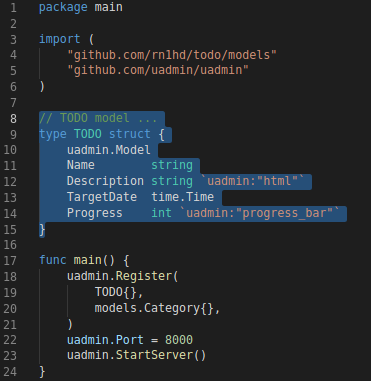 1 package main
2
3 import (
4     "github.com/rn1hd/todo/models"
5     "github.com/uadmin/uadmin"
6 )
7
8 // TODO model ...
9 type TODO struct {
10     uadmin.Model
11     Name        string
12     Description string `uadmin:"html"`
13     TargetDate  time.Time
14     Progress    int `uadmin:"progress_bar"`
15 }
16
17 func main() {
18     uadmin.Register(
19         TODO{},
20         models.Category{},
21     )
22     uadmin.Port = 8000
23     uadmin.StartServer()
24 }